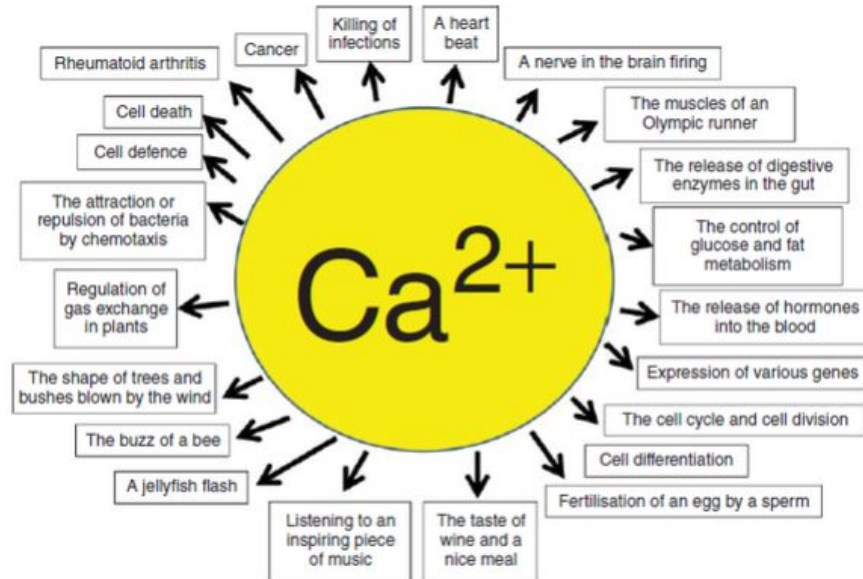 Killing of
infections
A heart
beat
Cancer
A nerve in the brain firing
Rheumatoid arthritis
The muscles of an
Olympic runner
Cell death
Cell defence
The release of digestive
enzymes in the gut
The attraction or
repulsion of bacteria
by chemotaxis
The control of
glucose and fat
metabolism
Ca2+
Regulation of
gas exchange
in plants
The release of hormones
into the blood
The shape of trees and
bushes blown by the wind
Expression of various genes
The cell cycle and cell division
The buzz of a bee
Cell differentiation
A jellyfish flash
Fertilisation of an egg by a sperm
Listening to an
inspiring piece
of music
The taste of
wine and a
nice meal